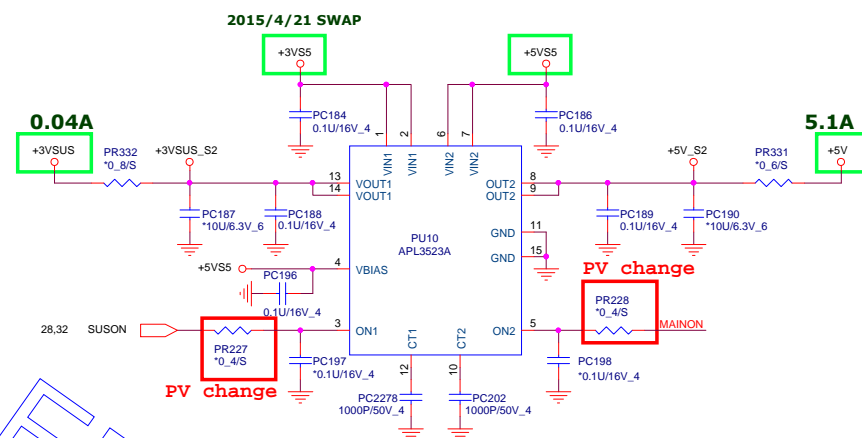 2015/4/21 SWAP
+3VS5
+5VS5
0.04A
5.1A
PC184
0.1U/16V_4
PC186
0.1U/16V_4
+3VSUS
PR332
*0_8/S
+3VSUS_S2
1
2
6
7
VIN1
VIN1
VIN2
VIN2
+5V_S2
PR331
*0_6/S
+5V
13
14
VOUT1
VOUT1
OUT2
OUT2
8
9
PC187
*10U/6.3V_6
PC188
0.1U/16V_4
PC189
0.1U/16V_4
PC190
*10U/6.3V_6
PU10
APL3523A
GND
11
GND
15
+5VS5
4
VBIAS
PC196
0.1U/16V_4
PV change
PR228
*0_4/S
28,32
SUSON
3
ON1
ON2
5
MAINON
PR227
*0_4/S
CT1
CT2
PC197
*0.1U/16V_4
PC198
*0.1U/16V_4
12
10
PV change
PC2278
1000P/50V_4
PC202
1000P/50V_4